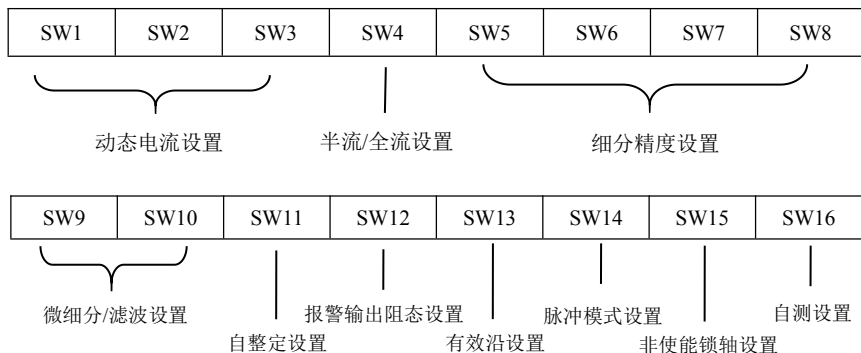 SW1 SW2 SW3 SW4 SW5 SW6 SW7 SW8
动态电流设置 半流/全流设置 细分精度设置
SW9 SW10 SW11 SW12 SW13 SW14 SW15 SW16
微细分/滤波设置 报警输出阻态设置 脉冲模式设置 自测设置
自整定设置 有效沿设置 非使能锁轴设置